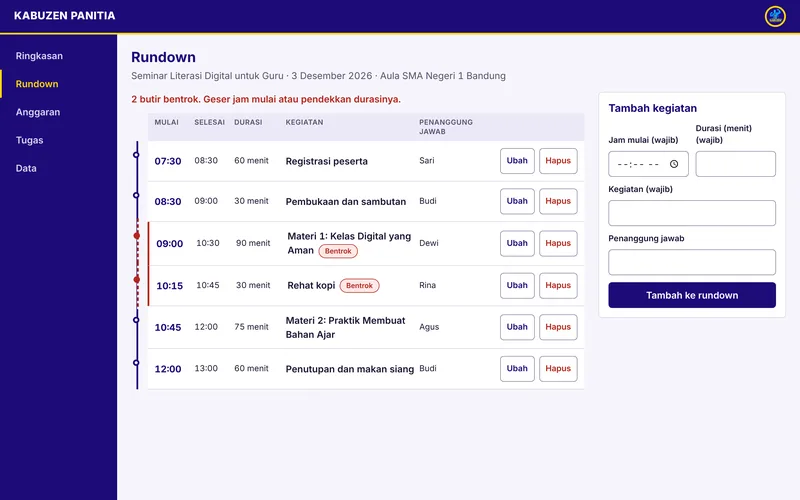 KABUZEN PANITIA
Ringkasan
Rundown
Anggaran
Tugas
Data
Rundown
Seminar Literasi Digital untuk Guru · 3 Desember 2026 · Aula SMA Negeri 1 Bandung
2 butir bentrok. Geser jam mulai atau pendekkan durasinya.
MULAI SELESAI DURASI KEGIATAN PENANGGUNG JAWAB
07:30 08:30 60 menit Registrasi peserta Sari Ubah Hapus
08:30 09:00 30 menit Pembukaan dan sambutan Budi Ubah Hapus
09:00 10:30 90 menit Materi 1: Kelas Digital yang
Aman Bentrok Dewi Ubah Hapus
10:15 10:45 30 menit Rehat kopi Bentrok Rina Ubah Hapus
10:45 12:00 75 menit Materi 2: Praktik Membuat
Bahan Ajar Agus Ubah Hapus
12:00 13:00 60 menit Penutupan dan makan siang Budi Ubah Hapus
Tambah kegiatan
Jam mulai (wajib)
Durasi (menit)
(wajib)
--:-- --
Kegiatan (wajib)
Penanggung jawab
Tambah ke rundown